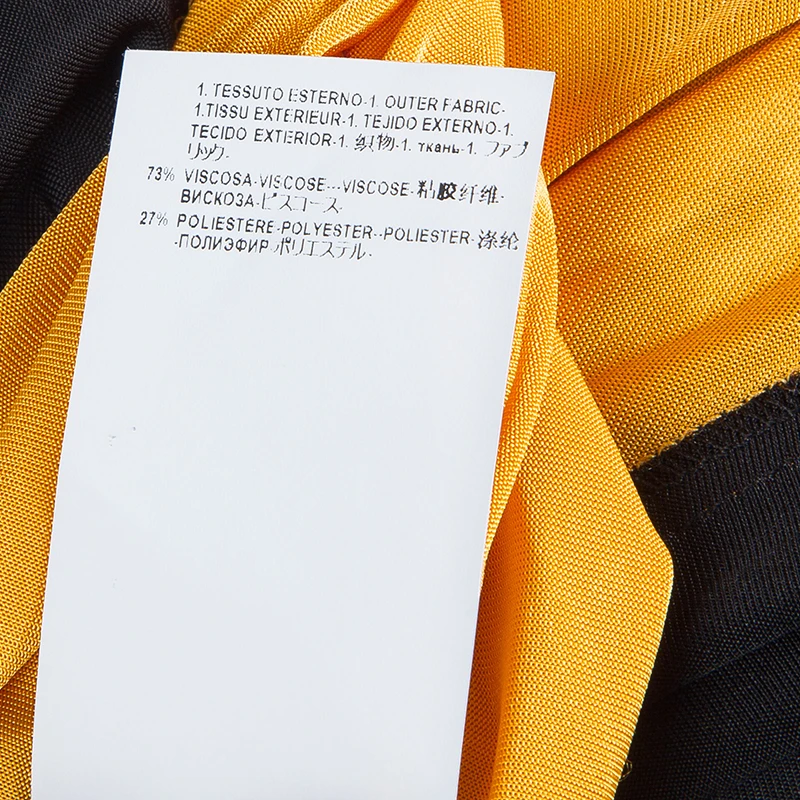 1. TESSUTO ESTERNO-1. OUTER FABRIC-
1.TISSU EXTERIEUR-1. TEJIDO EXTERNO-1.
TECIDO EXTERIOR-1. 织物-1. ткань-1. ファブ
リック-
73% VISCOSA-VISCOSE---VISCOSE-粘胶纤维-
ВИСКОЗА-ビスコース
27% POLIESTERE-POLYESTER--POLIESTER-涤纶
-ПОЛИЭФИР-ポリエステル-